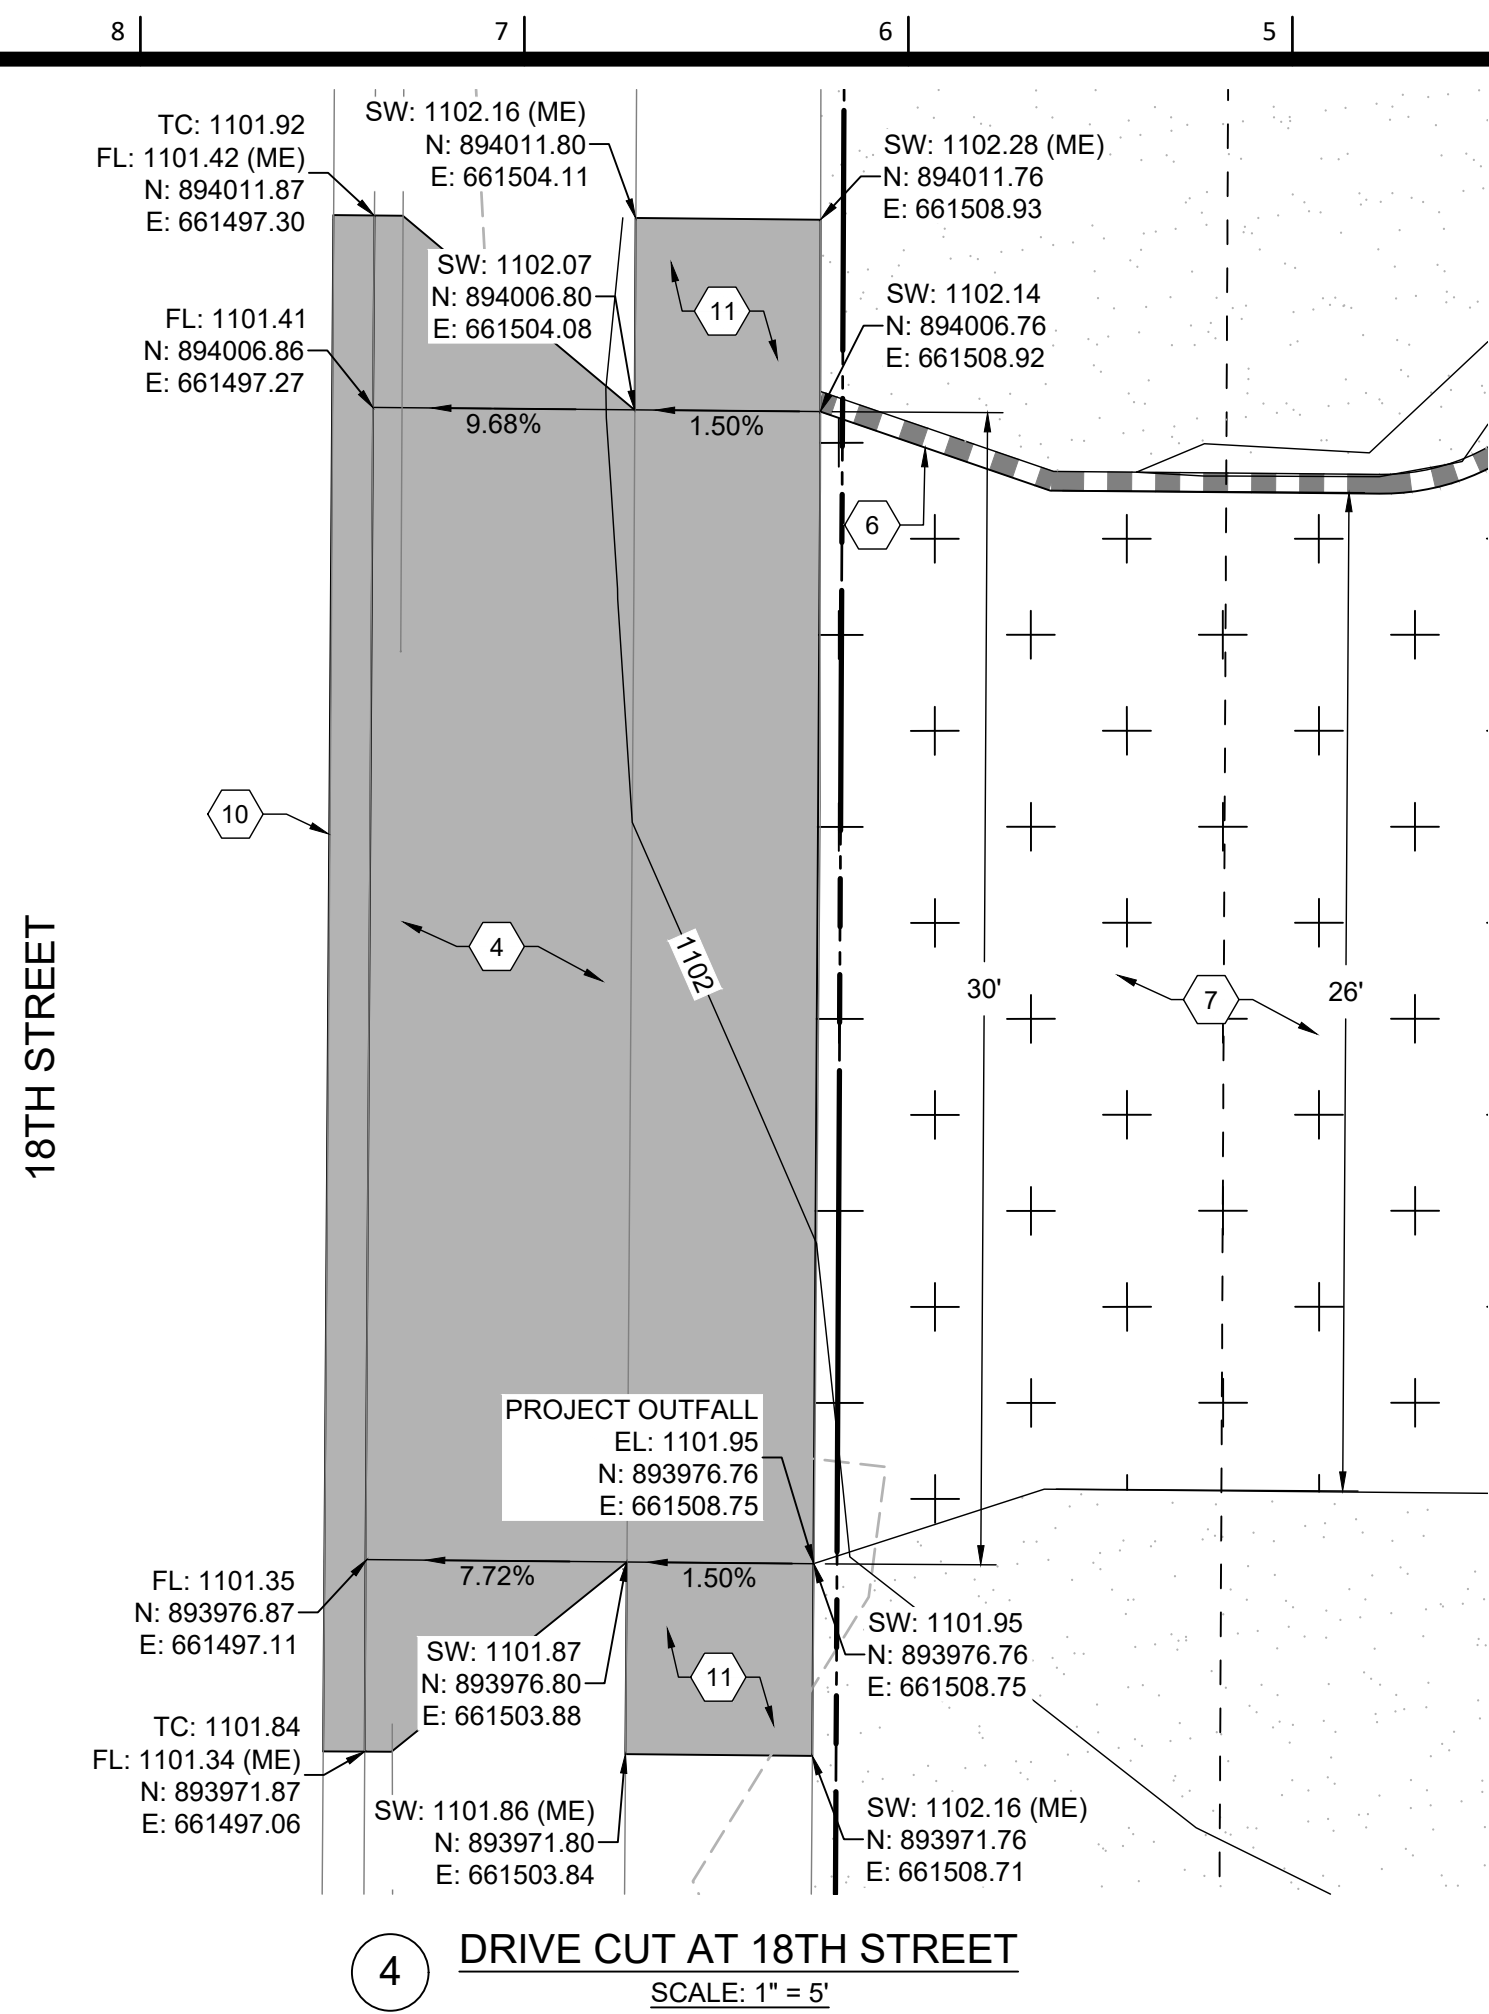 8
7
6
5
TC: 1101.92
FL: 1101.42 (ME)
N: 894011.87
E: 661497.30
SW: 1102.16 (ME)
N: 894011.80
E: 661504.11
SW: 1102.28 (ME)
N: 894011.76
E: 661508.93
FL: 1101.41
N: 894006.86
E: 661497.27
SW: 1102.07
N: 894006.80
E: 661504.08
11
SW: 1102.14
N: 894006.76
E: 661508.92
9.68%
1.50%
6
10
4
1102
30'
7
26'
18TH STREET
PROJECT OUTFALL
EL: 1101.95
N: 893976.76
E: 661508.75
7.72%
1.50%
FL: 1101.35
N: 893976.87
E: 661497.11
SW: 1101.87
N: 893976.80
E: 661503.88
11
SW: 1101.95
N: 893976.76
E: 661508.75
TC: 1101.84
FL: 1101.34 (ME)
N: 893971.87
E: 661497.06
SW: 1101.86 (ME)
N: 893971.80
E: 661503.84
SW: 1102.16 (ME)
N: 893971.76
E: 661508.71
4
DRIVE CUT AT 18TH STREET
SCALE: 1" = 5'